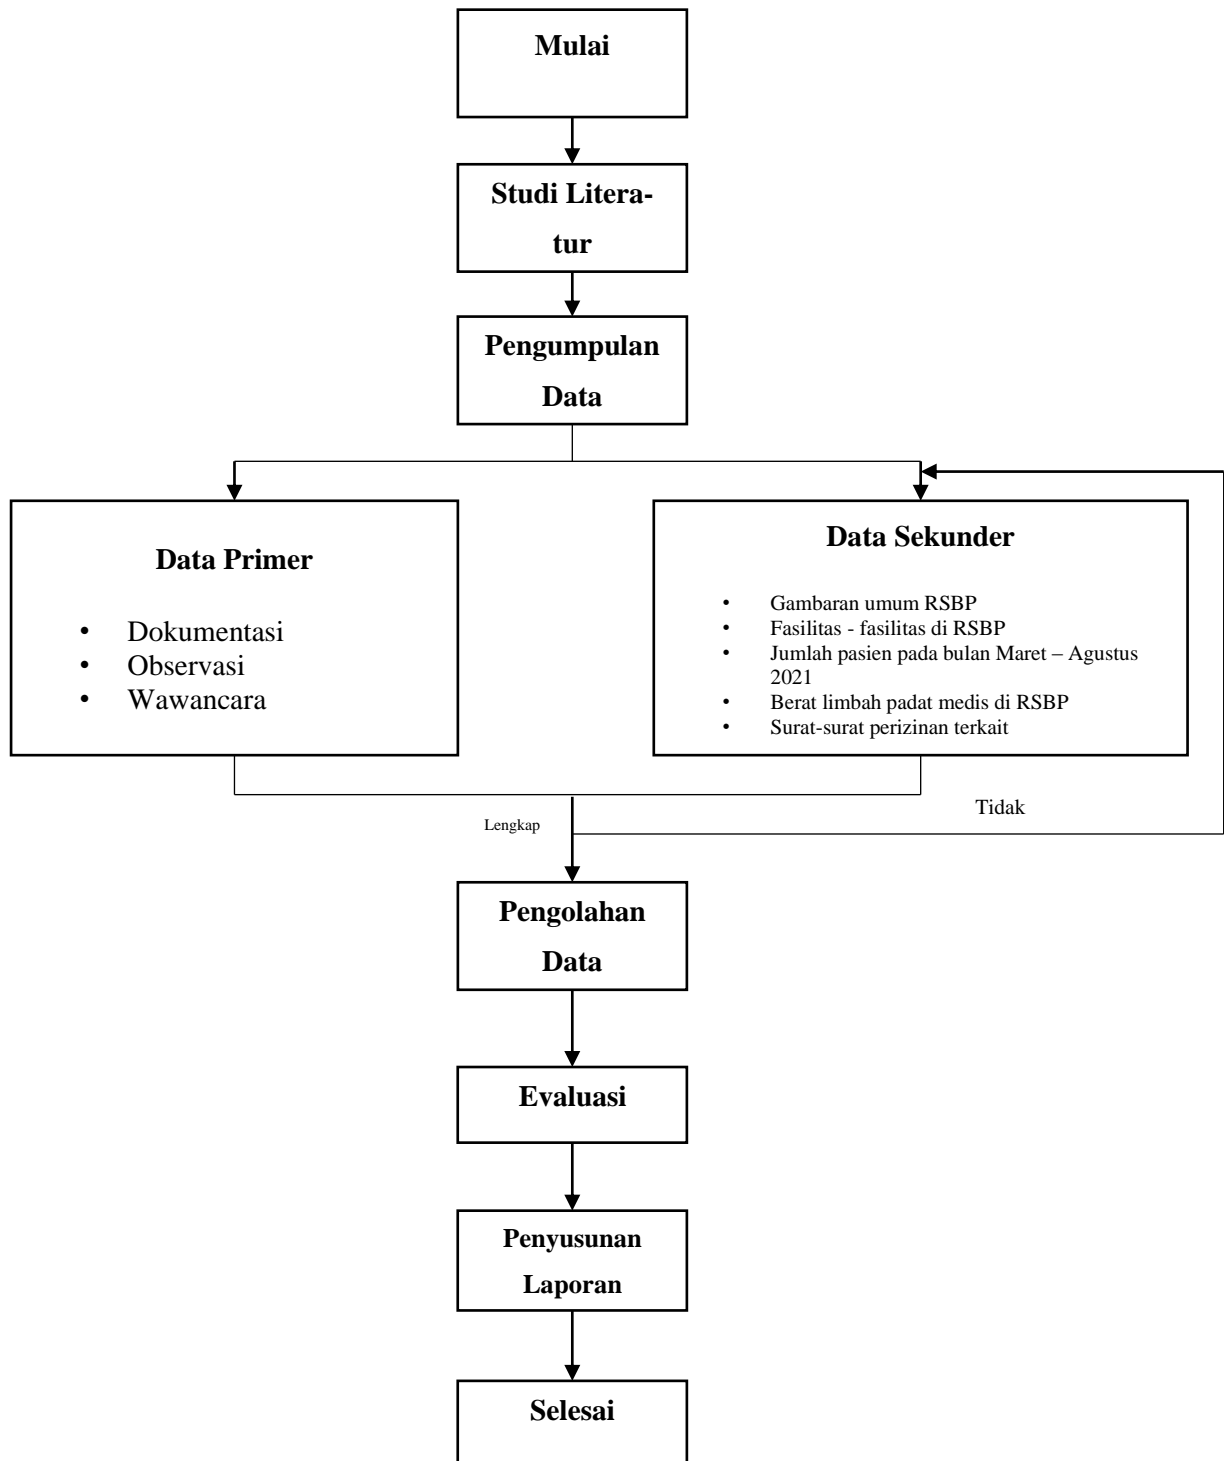 Mulai
Studi Litera-
tur
Pengumpulan
Data
Data Primer
• Dokumentasi
• Observasi
• Wawancara
Data Sekunder
• Gambaran umum RSBP
• Fasilitas - fasilitas di RSBP
• Jumlah pasien pada bulan Maret – Agustus
2021
• Berat limbah padat medis di RSBP
• Surat-surat perizinan terkait
Tidak
Lengkap
Pengolahan
Data
Evaluasi
Penyusunan
Laporan
Selesai